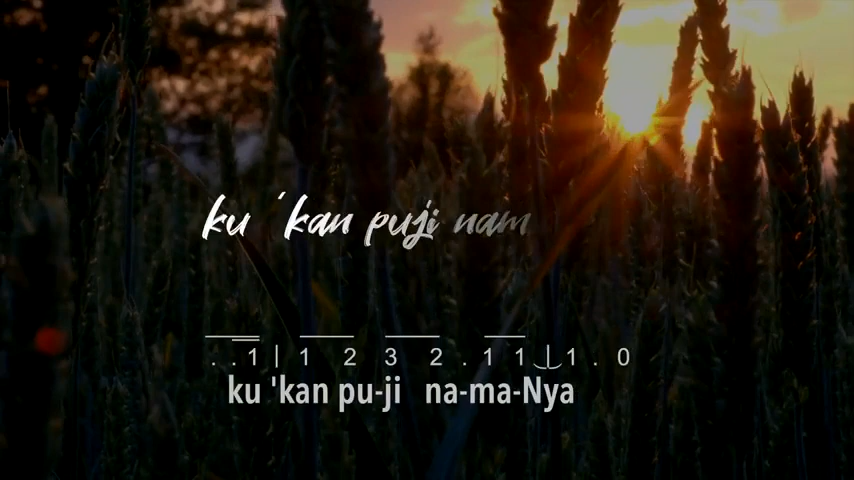 ku 'kan puji nam
. . 1 | 1 2 3 2 . 1 1 | 1 . 0
ku 'kan pu-ji na-ma-Nya